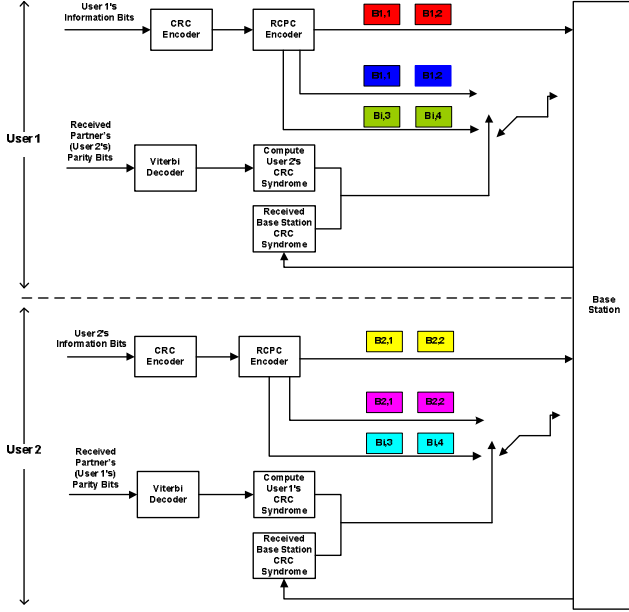 User 1's
Information Bits
CRC
Encoder
RCPC
Encoder
B1,1
B1,2
B1,1
B1,2
Bi,3
Bi,4
User 1
Received
Partner's
(User 2's)
Parity Bits
Viterbi
Decoder
Compute
User 2's
CRC
Syndrome
Received
Base Station
CRC
Syndrome
Base
Station
User 2's
Information Bits
CRC
Encoder
RCPC
Encoder
B2,1
B2,2
B2,1
B2,2
Bi,3
Bi,4
User 2
Received
Partner's
(User 1's)
Parity Bits
Viterbi
Decoder
Compute
User 1's
CRC
Syndrome
Received
Base Station
CRC
Syndrome